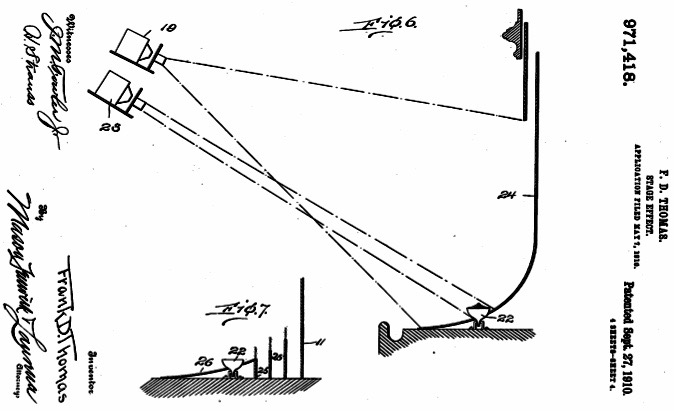 971,418.
F. D. THOMAS.
STAGE EFFECT.
APPLICATION FILED MAY 7, 1910.
Patented Sept. 27, 1910.
4 SHEETS—SHEET 4.
Fig. 6.
19
23
24
22
Fig. 7.
22
26
25
25
11
Witnesses
Inventor
Frank D. Thomas
By
Attorneys